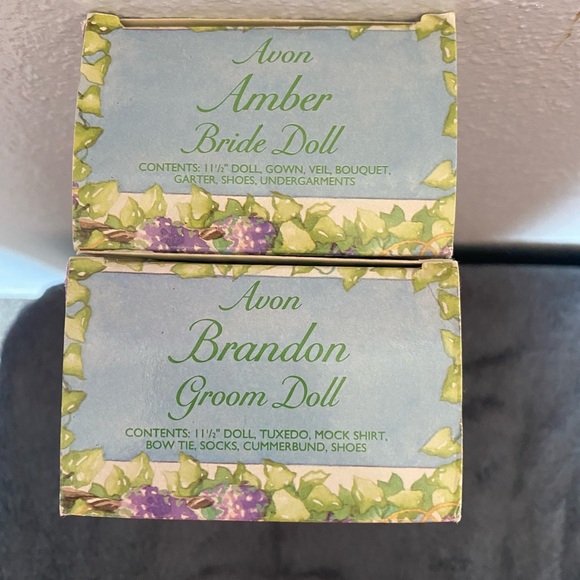 Avon
Amber
Bride Doll
CONTENTS: 11½" DOLL, GOWN, VEIL, BOUQUET,
GARTER, SHOES, UNDERGARMENTS
Avon
Brandon
Groom Doll
CONTENTS: 11½" DOLL, TUXEDO, MOCK SHIRT,
BOW TIE, SOCKS, CUMMERBUND, SHOES